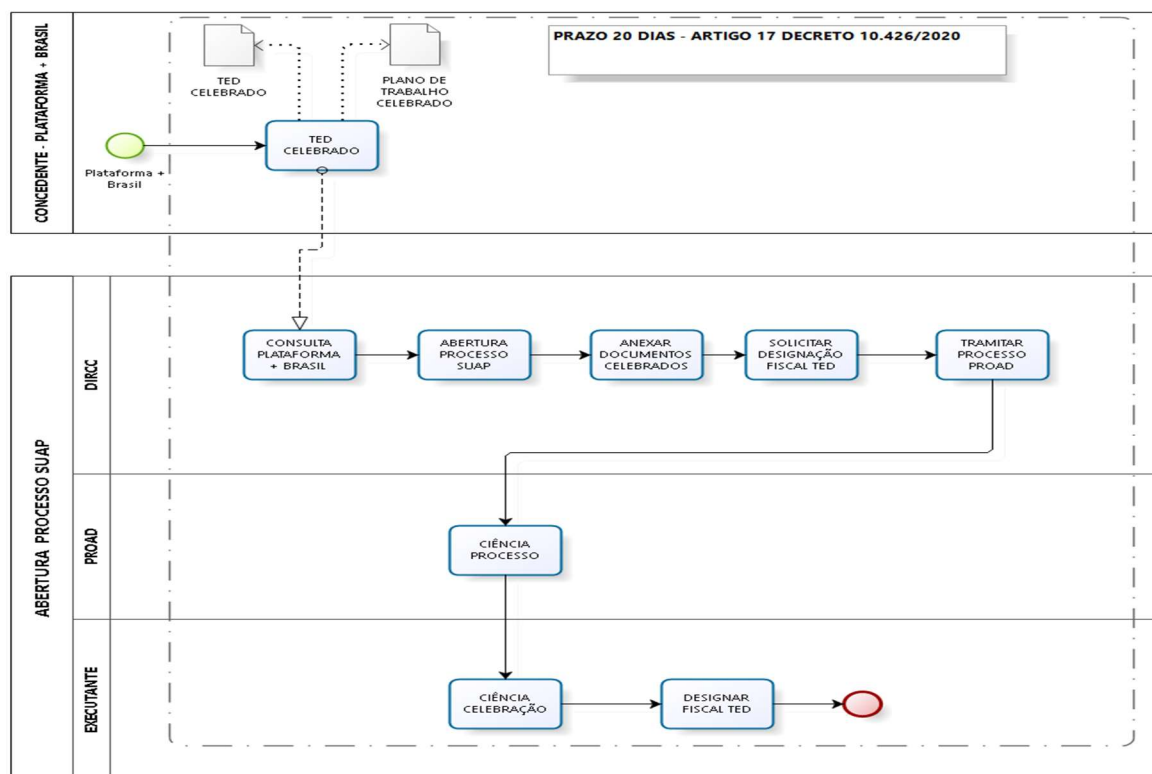 CONCEDENTE - PLATAFORMA + BRASIL
PRAZO 20 DIAS - ARTIGO 17 DECRETO 10.426/2020
TED
CELEBRADO
PLANO DE
TRABALHO
CELEBRADO
Plataforma +
Brasil
TED
CELEBRADO
ABERTURA PROCESSO SUAP
DIRCC
CONSULTA
PLATAFORMA
+ BRASIL
ABERTURA
PROCESSO
SUAP
ANEXAR
DOCUMENTOS
CELEBRADOS
SOLICITAR
DESIGNAÇÃO
FISCAL TED
TRAMITAR
PROCESSO
PROAD
PROAD
CIÊNCIA
PROCESSO
EXECUTANTE
CIÊNCIA
CELEBRAÇÃO
DESIGNAR
FISCAL TED